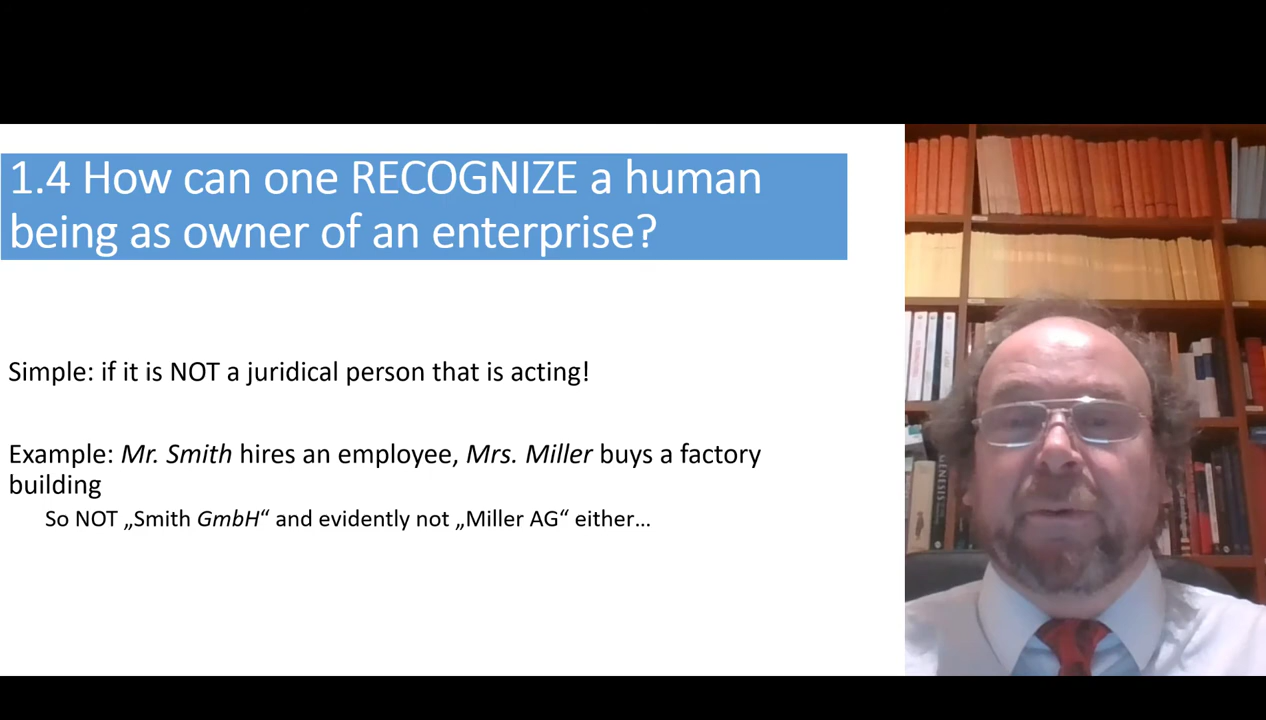 1.4 How can one RECOGNIZE a human
being as owner of an enterprise?
Simple: if it is NOT a juridical person that is acting!
Example: Mr. Smith hires an employee, Mrs. Miller buys a factory
building
So NOT „Smith GmbH“ and evidently not „Miller AG“ either…
GENESIS